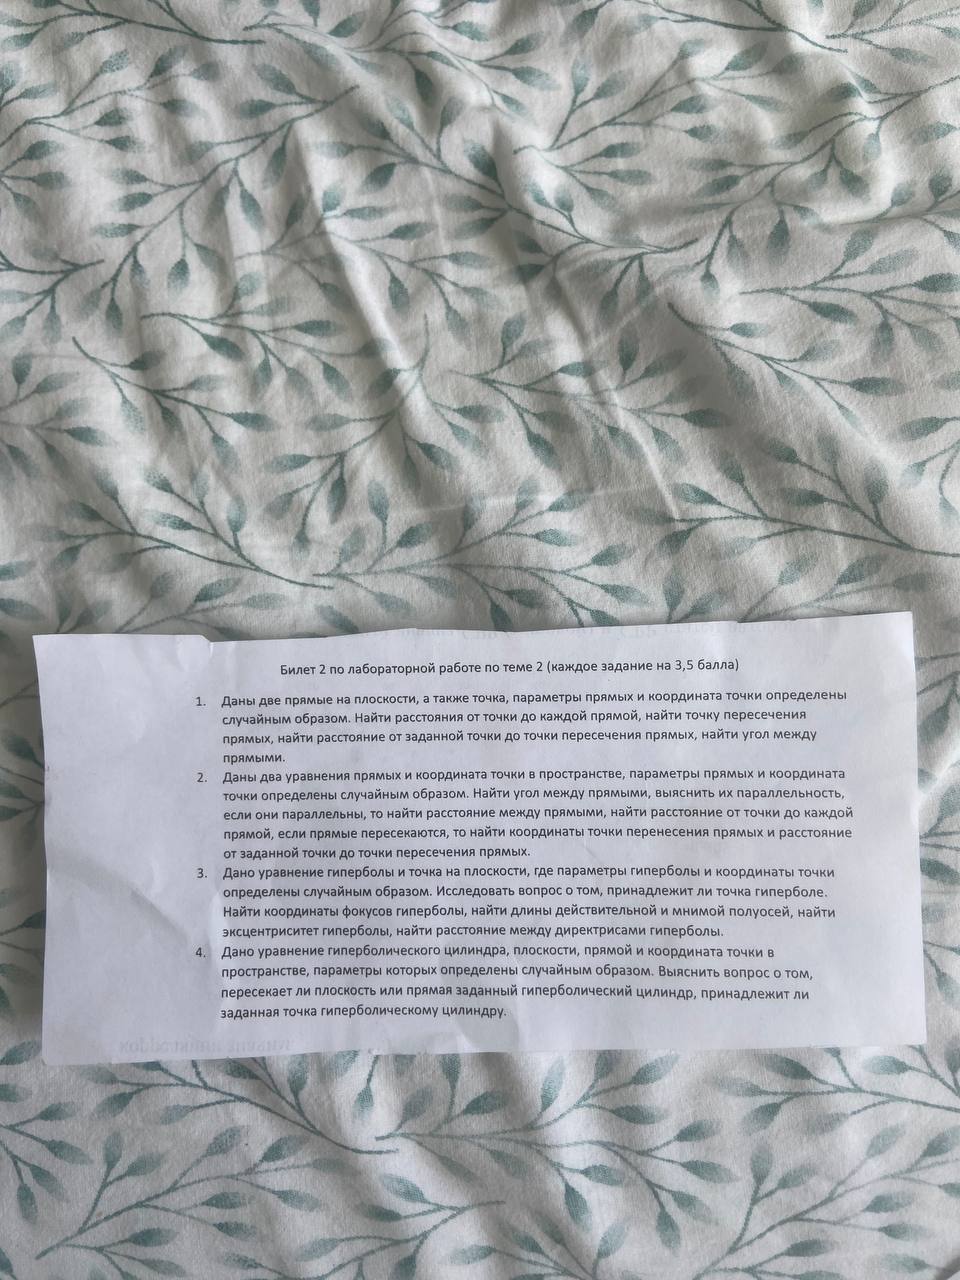 Билет 2 по лабораторной работе по теме 2 (каждое задание на 3,5 балла)
1. Даны две прямые на плоскости, а также точка, параметры прямых и координата точки определены
случайным образом. Найти расстояния от точки до каждой прямой, найти точку пересечения
прямых, найти расстояние от заданной точки до точки пересечения прямых, найти угол между
прямыми.
2. Даны два уравнения прямых и координата точки в пространстве, параметры прямых и координата
точки определены случайным образом. Найти угол между прямыми, выяснить их параллельность,
если они параллельны, то найти расстояние между прямыми, найти расстояние от точки до каждой
прямой, если прямые пересекаются, то найти координаты точки перенесения прямых и расстояние
от заданной точки до точки пересечения прямых.
3. Дано уравнение гиперболы и точка на плоскости, где параметры гиперболы и координаты точки
определены случайным образом. Исследовать вопрос о том, принадлежит ли точка гиперболе.
Найти координаты фокусов гиперболы, найти длины действительной и мнимой полуосей, найти
эксцентриситет гиперболы, найти расстояние между директрисами гиперболы.
4. Дано уравнение гиперболического цилиндра, плоскости, прямой и координата точки в
пространстве, параметры которых определены случайным образом. Выяснить вопрос о том,
пересекает ли плоскость или прямая заданный гиперболический цилиндр, принадлежит ли
заданная точка гиперболическому цилиндру.